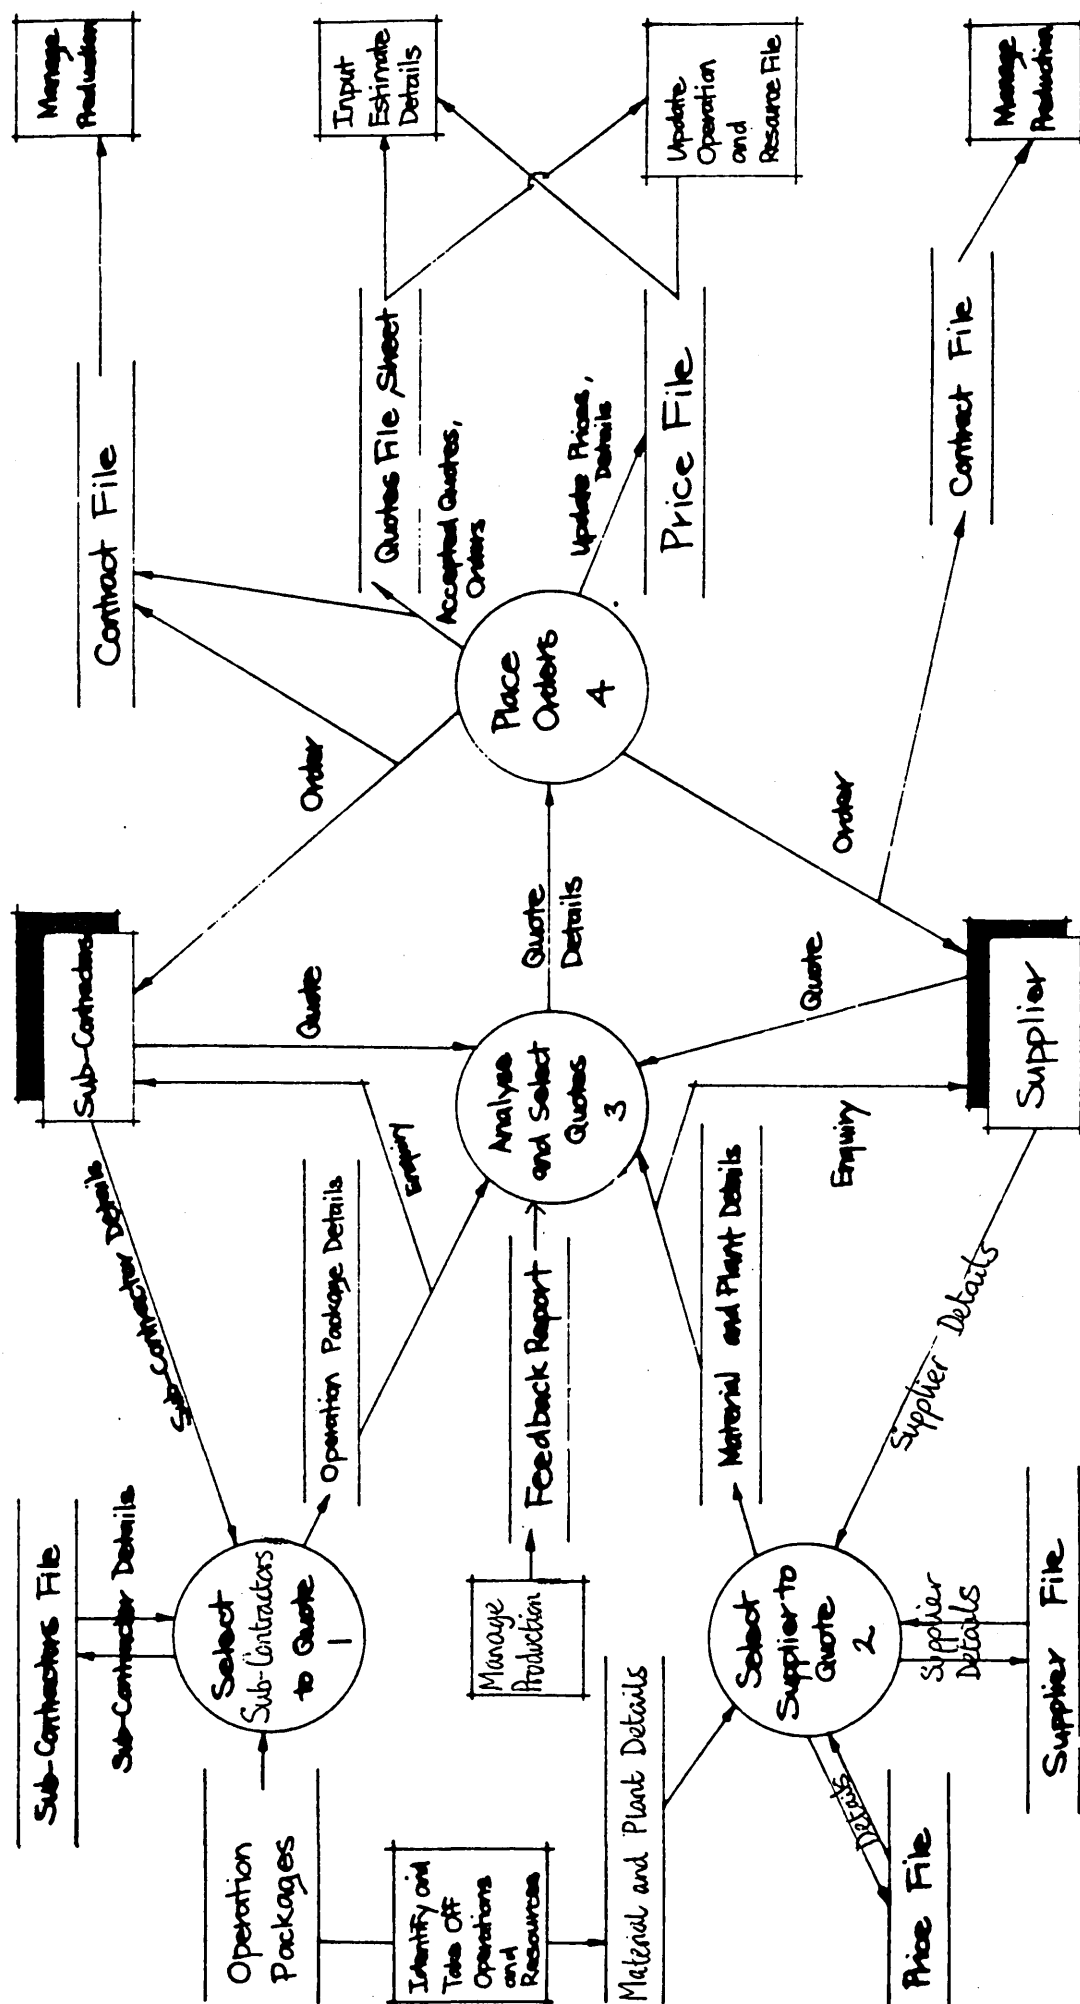 Sub-Contractors File
Sub-Contractor Details
Sub Contractor Details
Sub-Contractors
Contract File
Manage
Production
Operation
Packages
Select
Sub-Contractors
to Quote
1
Operation Package Details
Enquiry
Quote
Order
Quotes File Sheet
Accepted Quotes,
Orders
Input
Estimate
Details
Identify and
Take Off
Operations
and
Resources
Manage
Production
Feedback Report
Analyse
and Select
Quotes
3
Quote
Details
Place
Orders
4
Update Prices,
Details
Price File
Update
Operation
and
Resource File
Material and Plant Details
Select
Supplier to
Quote
2
Material and Plant Details
Enquiry
Quote
Order
Details
Price File
Supplier
Details
Supplier File
Supplier Details
Supplier
Contract File
Manage
Production